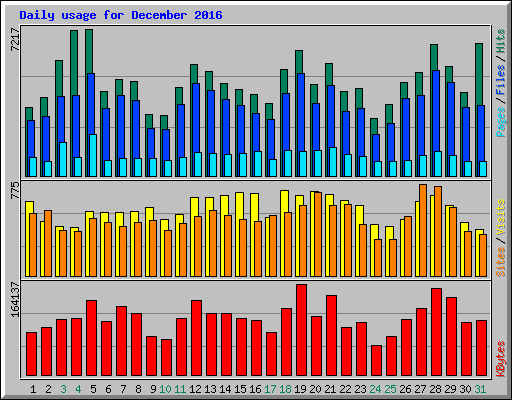 Daily usage for December 2016
7217
Pages / Files / Hits
775
Sites / Visits
164137
KBytes
1 2 3 4 5 6 7 8 9 10 11 12 13 14 15 16 17 18 19 20 21 22 23 24 25 26 27 28 29 30 31